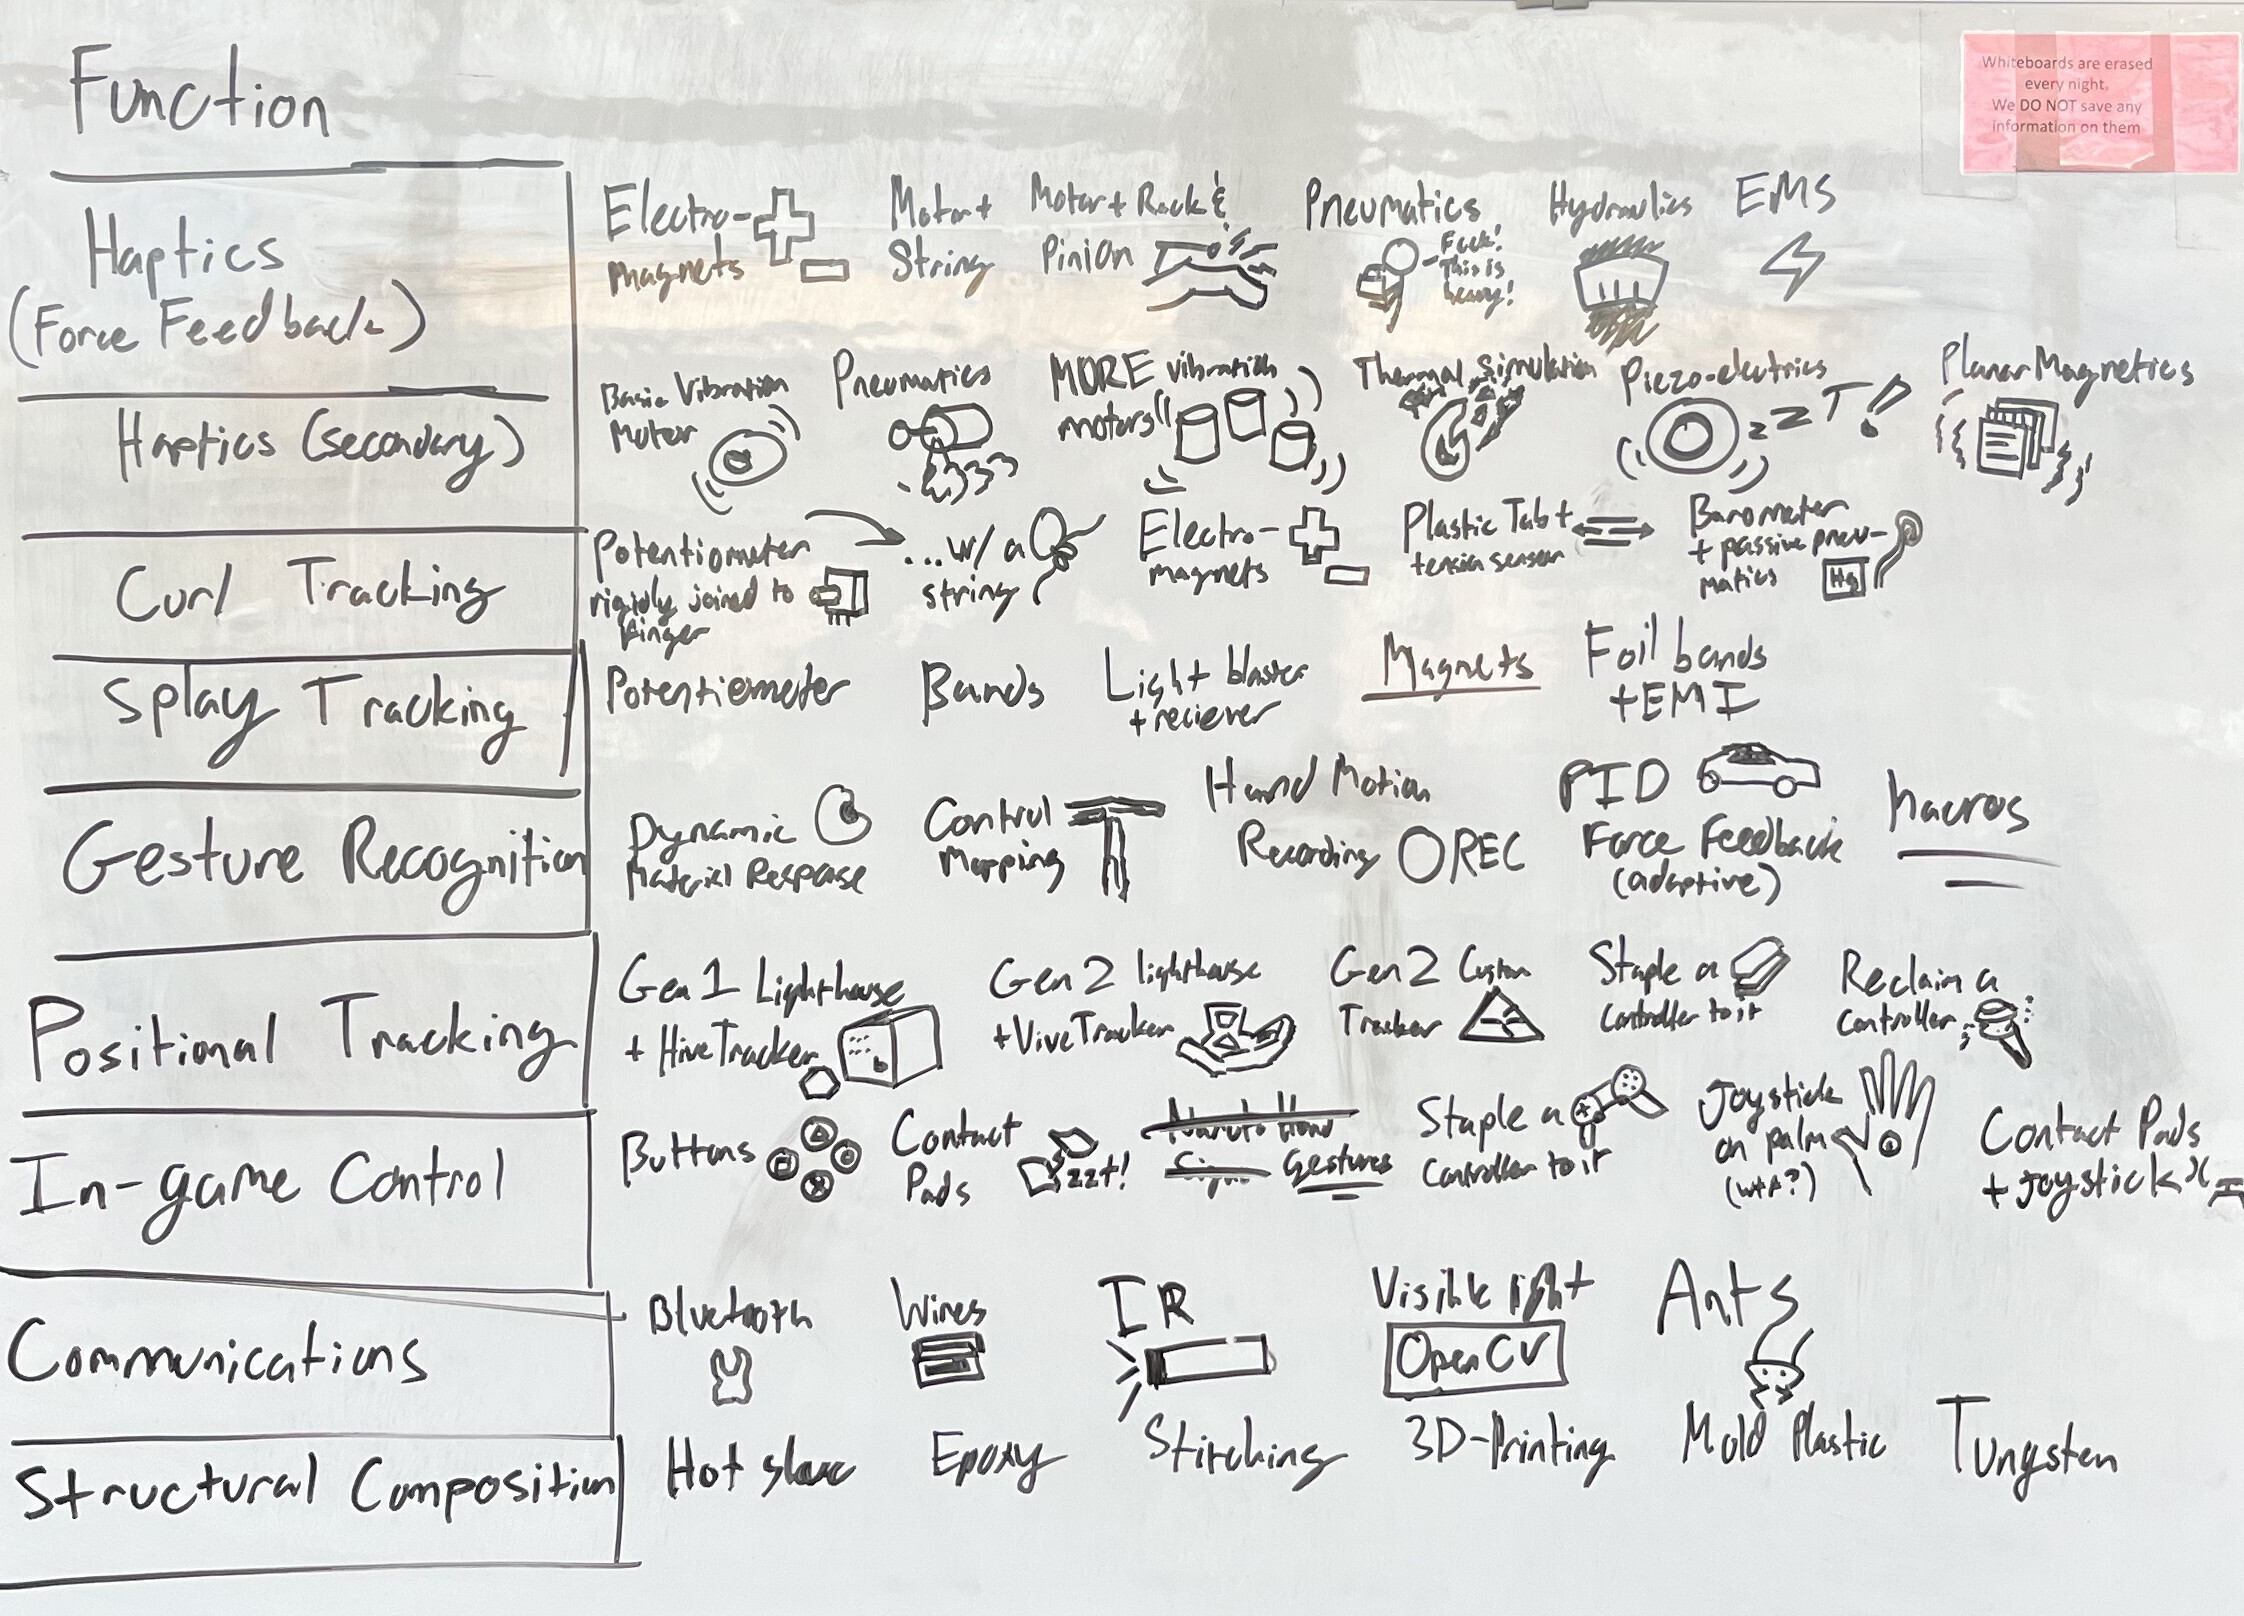 Whiteboards are erased
every night.
We DO NOT save any
information on them
Function
Haptics
(Force Feedback)
Electro-
magnets
Motor +
String
Motor + Rack &
Pinion
Pneumatics
Fuck!
This is
heavy!
Hydraulics
EMS
Haptics (secondary)
Basic Vibration
Motor
Pneumatics
MORE vibration
motors
Thermal Simulation
Piezo-electrics
zzT!
Planar Magnetics
Curl Tracking
Potentiometer
rigidly joined to
finger
...w/ a
string
Electro-
magnets
Plastic Tab +
tension sensor
Barometer
+ passive pneu-
matics
Hg
Splay Tracking
Potentiometer
Bands
Light blaster
+ reciever
Magnets
Foil bands
+ EMI
Gesture Recognition
Dynamic
Material Response
Control
Mapping
Hand Motion
Recording
REC
PID
Force Feedback
(adaptive)
Macros
Positional Tracking
Gen 1 Lighthouse
+ HiveTracker
Gen 2 lighthouse
+ViveTracker
Gen 2 Custom
Tracker
Staple a
Controller to it
Reclaim a
Controller
In-game Control
Buttons
Contact
Pads
zzzt!
Naruto Hand
Signs Gestures
Staple a
Controller to it
Joystick
on palm
(wtf?)
Contact Pads
+ Joystick
Communications
Bluetooth
Wires
IR
Visible light
OpenCV
Ants
Structural Composition
Hot glue
Epoxy
Stitching
3D-Printing
Mold Plastic
Tungsten